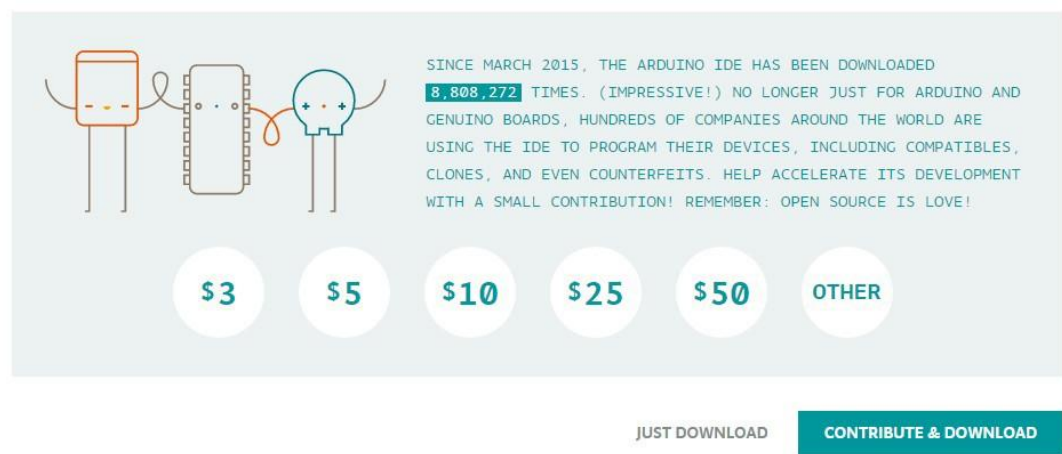 SINCE MARCH 2015, THE ARDUINO IDE HAS BEEN DOWNLOADED
8,808,272 TIMES. (IMPRESSIVE!) NO LONGER JUST FOR ARDUINO AND
GENUINO BOARDS, HUNDREDS OF COMPANIES AROUND THE WORLD ARE
USING THE IDE TO PROGRAM THEIR DEVICES, INCLUDING COMPATIBLES,
CLONES, AND EVEN COUNTERFEITS. HELP ACCELERATE ITS DEVELOPMENT
WITH A SMALL CONTRIBUTION! REMEMBER: OPEN SOURCE IS LOVE!
$3 $5 $10 $25 $50 OTHER
JUST DOWNLOAD CONTRIBUTE & DOWNLOAD